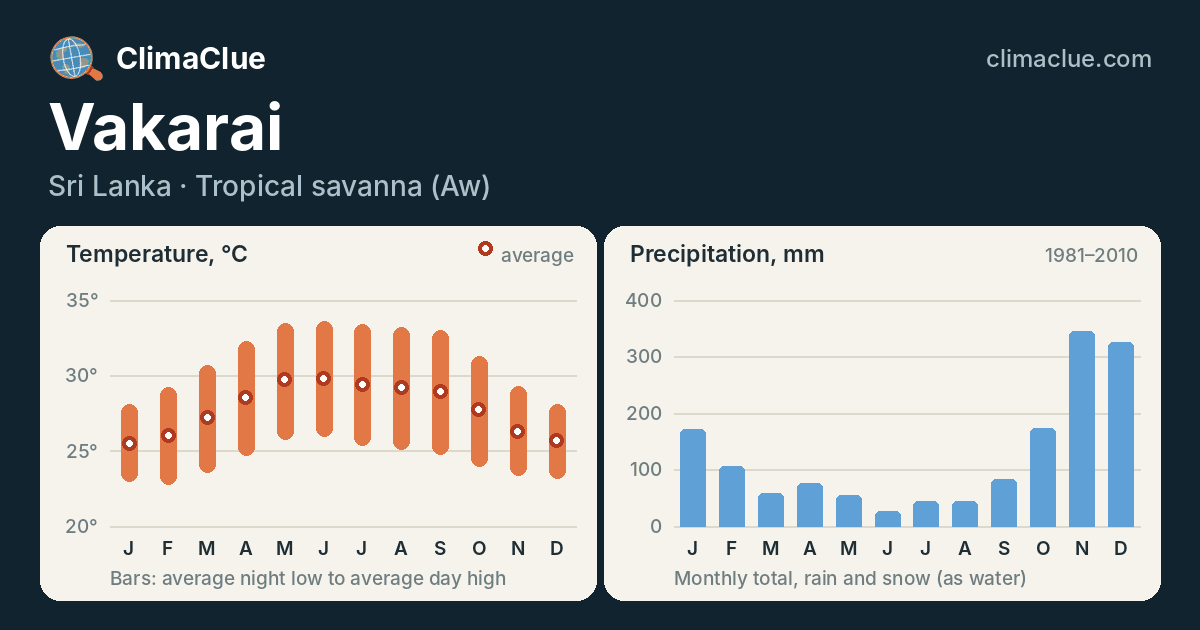 ClimaClue
climaclue.com
Vakarai
Sri Lanka · Tropical savanna (Aw)
Temperature, °C
average
35°
30°
25°
20°
J F M A M J J A S O N D
Bars: average night low to average day high
Precipitation, mm
1981–2010
400
300
200
100
0
J F M A M J J A S O N D
Monthly total, rain and snow (as water)